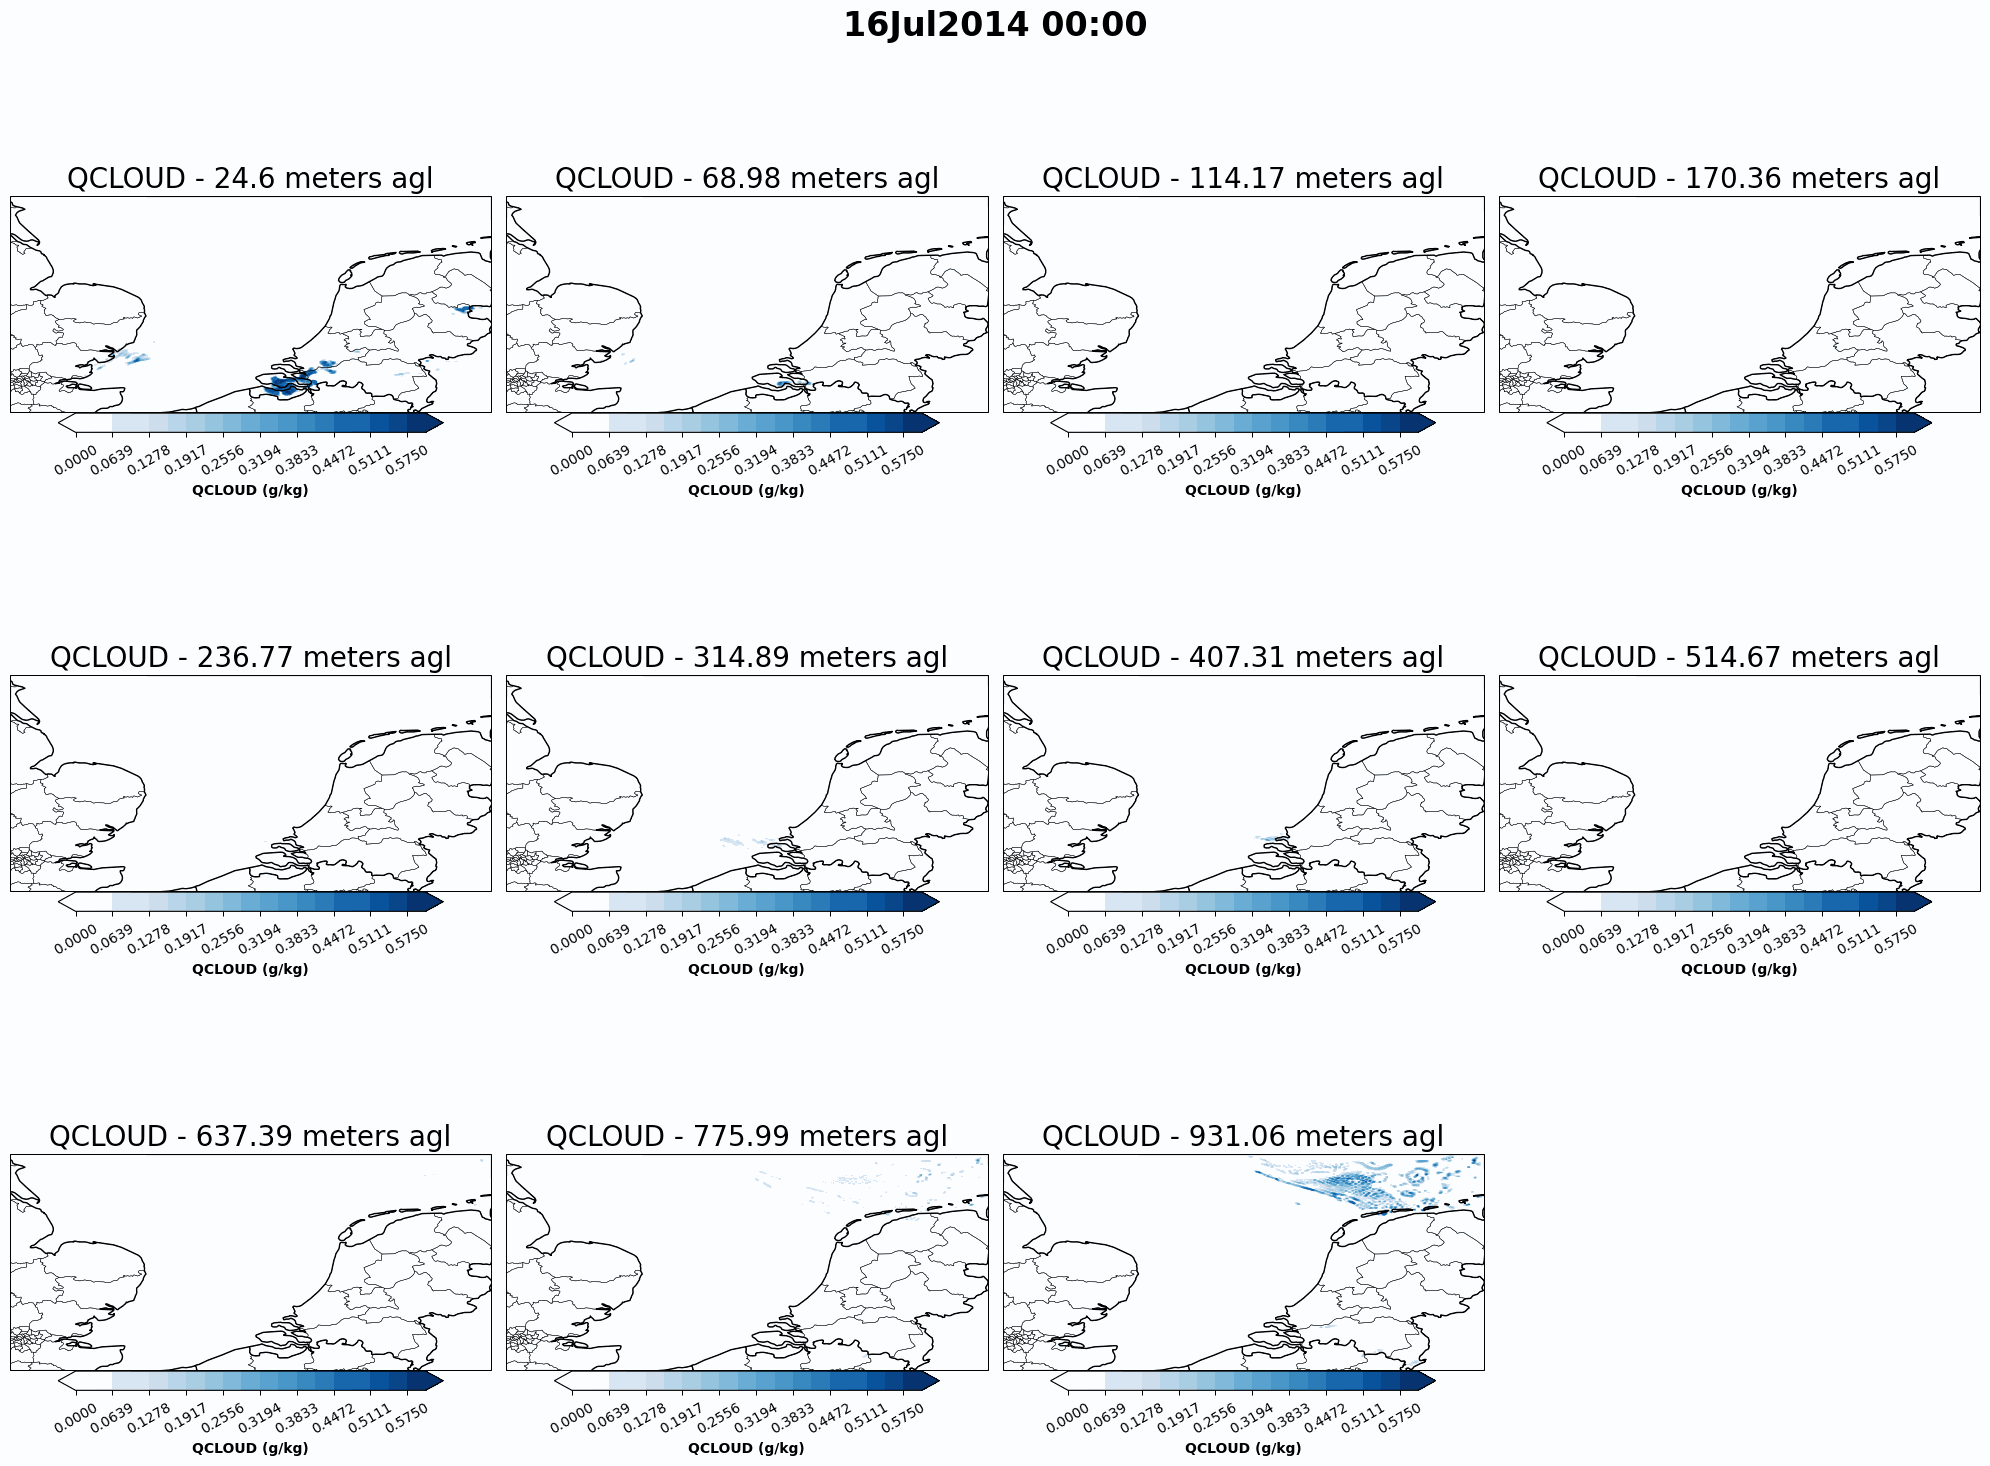 16Jul2014 00:00
QCLOUD - 24.6 meters agl
QCLOUD - 68.98 meters agl
QCLOUD - 114.17 meters agl
QCLOUD - 170.36 meters agl
0.0000 0.0639 0.1278 0.1917 0.2556 0.3194 0.3833 0.4472 0.5111 0.5750
QCLOUD (g/kg)
0.0000 0.0639 0.1278 0.1917 0.2556 0.3194 0.3833 0.4472 0.5111 0.5750
QCLOUD (g/kg)
0.0000 0.0639 0.1278 0.1917 0.2556 0.3194 0.3833 0.4472 0.5111 0.5750
QCLOUD (g/kg)
0.0000 0.0639 0.1278 0.1917 0.2556 0.3194 0.3833 0.4472 0.5111 0.5750
QCLOUD (g/kg)
QCLOUD - 236.77 meters agl
QCLOUD - 314.89 meters agl
QCLOUD - 407.31 meters agl
QCLOUD - 514.67 meters agl
0.0000 0.0639 0.1278 0.1917 0.2556 0.3194 0.3833 0.4472 0.5111 0.5750
QCLOUD (g/kg)
0.0000 0.0639 0.1278 0.1917 0.2556 0.3194 0.3833 0.4472 0.5111 0.5750
QCLOUD (g/kg)
0.0000 0.0639 0.1278 0.1917 0.2556 0.3194 0.3833 0.4472 0.5111 0.5750
QCLOUD (g/kg)
0.0000 0.0639 0.1278 0.1917 0.2556 0.3194 0.3833 0.4472 0.5111 0.5750
QCLOUD (g/kg)
QCLOUD - 637.39 meters agl
QCLOUD - 775.99 meters agl
QCLOUD - 931.06 meters agl
0.0000 0.0639 0.1278 0.1917 0.2556 0.3194 0.3833 0.4472 0.5111 0.5750
QCLOUD (g/kg)
0.0000 0.0639 0.1278 0.1917 0.2556 0.3194 0.3833 0.4472 0.5111 0.5750
QCLOUD (g/kg)
0.0000 0.0639 0.1278 0.1917 0.2556 0.3194 0.3833 0.4472 0.5111 0.5750
QCLOUD (g/kg)